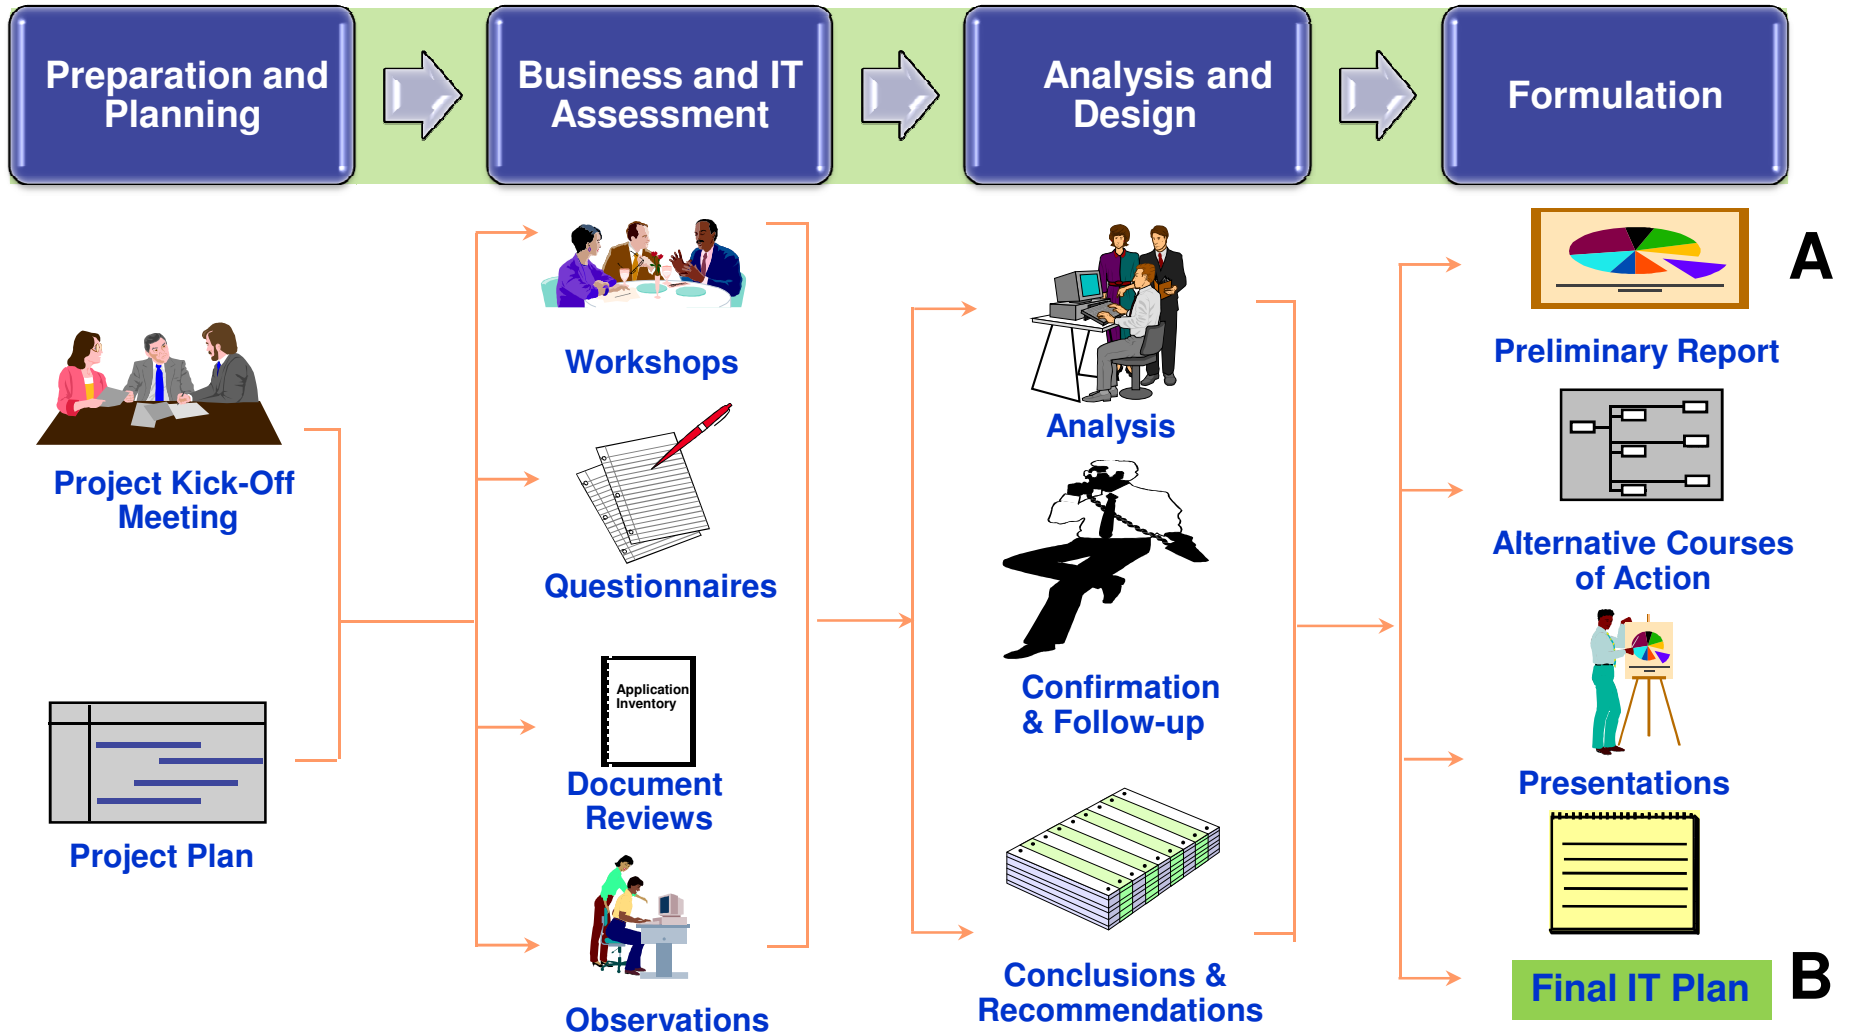 Preparation and
Planning
Business and IT
Assessment
Analysis and
Design
Formulation
Project Kick-Off
Meeting
Project Plan
Workshops
Questionnaires
Application
Inventory
Document
Reviews
Observations
Analysis
Confirmation
& Follow-up
Conclusions &
Recommendations
A
Preliminary Report
Alternative Courses
of Action
Presentations
Final IT Plan
B